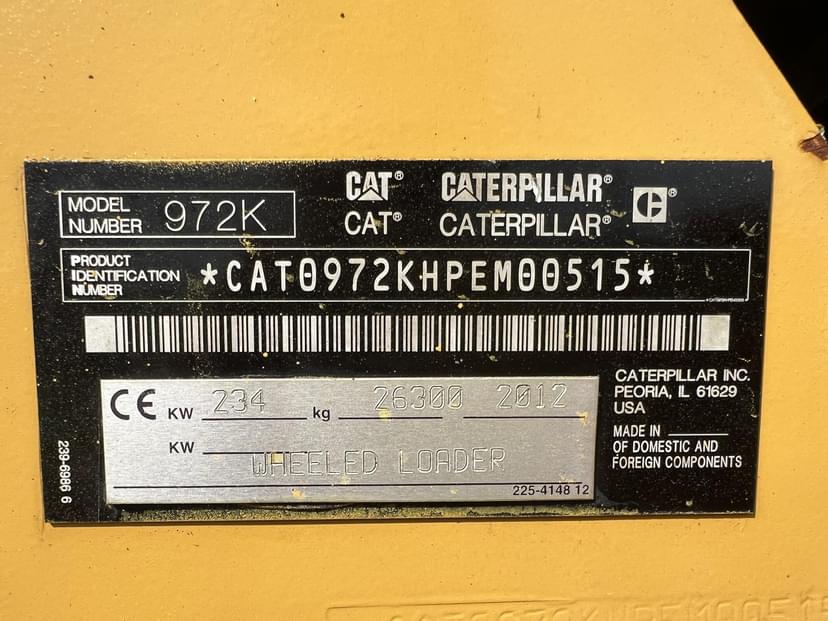 MODEL NUMBER 972K
CAT® CATERPILLAR® C®
CAT® CATERPILLAR®
PRODUCT
IDENTIFICATION
NUMBER
*CAT0972KHPEM00515*
CE KW 234 kg 26300 2012
KW
WHEELED LOADER
225-4148 12
CATERPILLAR INC.
PEORIA, IL 61629
USA
MADE IN
OF DOMESTIC AND
FOREIGN COMPONENTS
239-6986 6